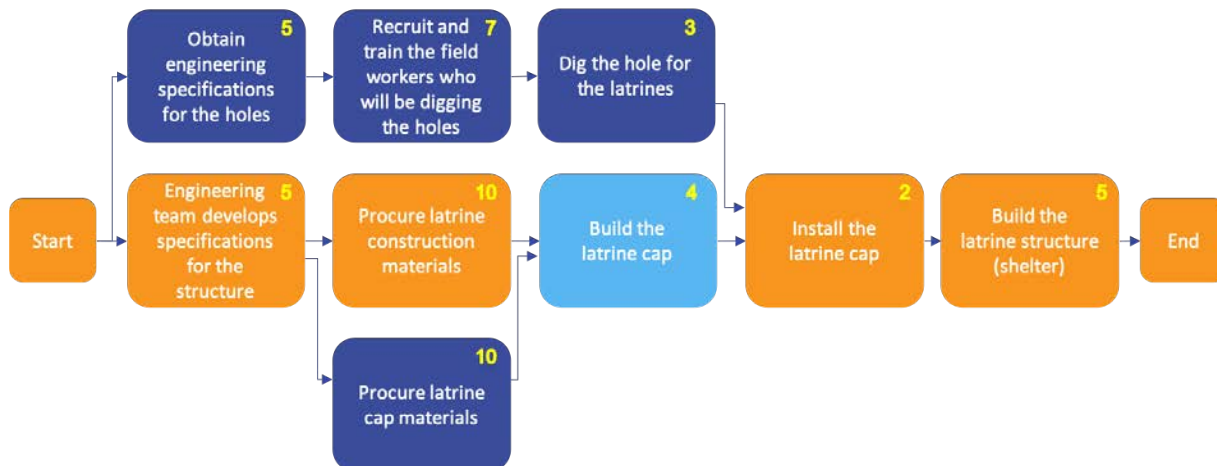 5
Obtain
engineering
specifications
for the holes
7
Recruit and
train the field
workers who
will be digging
the holes
3
Dig the hole for
the latrines
Start
5
Engineering
team develops
specifications
for the
structure
10
Procure latrine
construction
materials
4
Build the
latrine cap
2
Install the
latrine cap
5
Build the
latrine structure
(shelter)
End
10
Procure latrine
cap materials